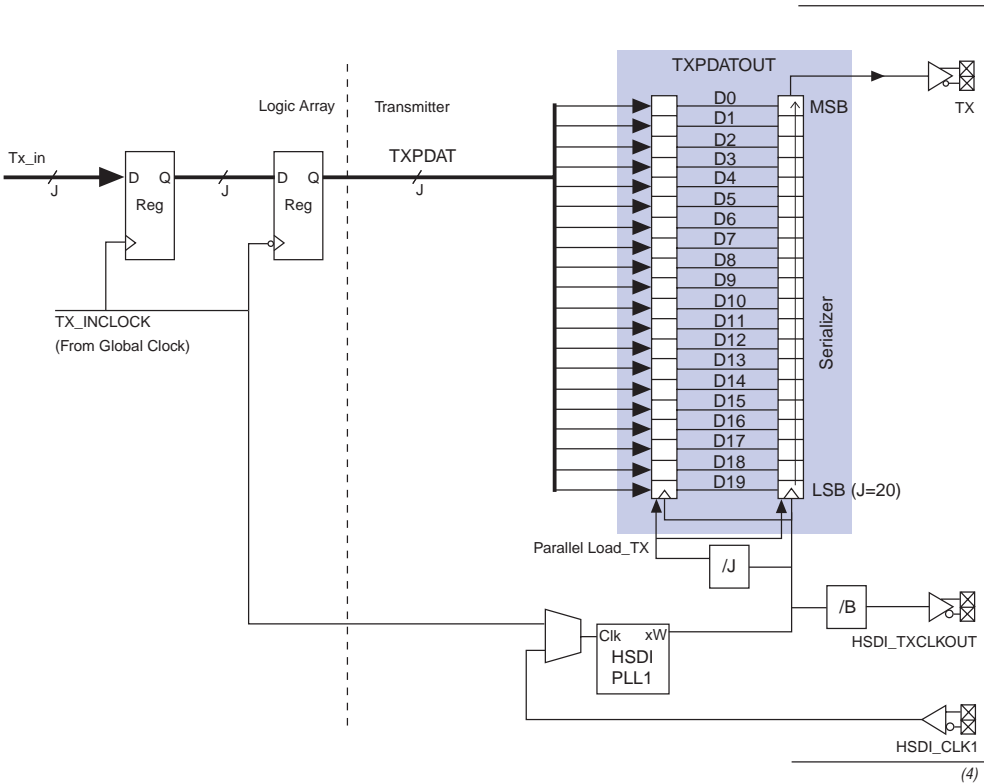 TXPDATOUT
Logic Array
Transmitter
D0
MSB
TX
D1
D2
Tx_in
TXPDAT
D3
J
D Q
J
D Q
J
D4
Reg
Reg
D5
D6
D7
D8
D9
D10
TX_INCLOCK
D11
(From Global Clock)
D12
Serializer
D13
D14
D15
D16
D17
D18
D19
LSB (J=20)
Parallel Load_TX
/J
/B
Clk xW
HSDI
PLL1
HSDI_TXCLKOUT
HSDI_CLK1
(4)